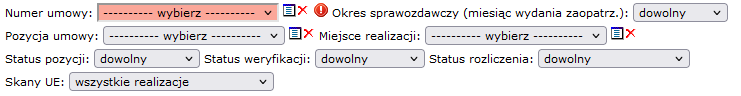 Numer umowy: ---------- wybierz ---------- Okres sprawozdawczy (miesiąc wydania zaopatrz.): dowolny
Pozycja umowy: ---------- wybierz ---------- Miejsce realizacji: ---------- wybierz ----------
Status pozycji: dowolny Status weryfikacji: dowolny Status rozliczenia: dowolny
Skany UE: wszystkie realizacje